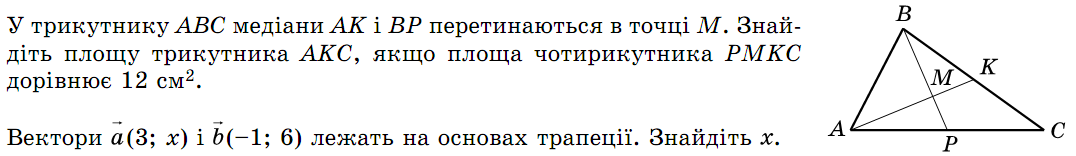 У трикутнику ABC медіани AK і BP перетинаються в точці M. Знай-
діть площу трикутника AKC, якщо площа чотирикутника PMKC
дорівнює 12 см².
Вектори a⃗(3; x) і b⃗(−1; 6) лежать на основах трапеції. Знайдіть x.
B
K
M
A
P
C